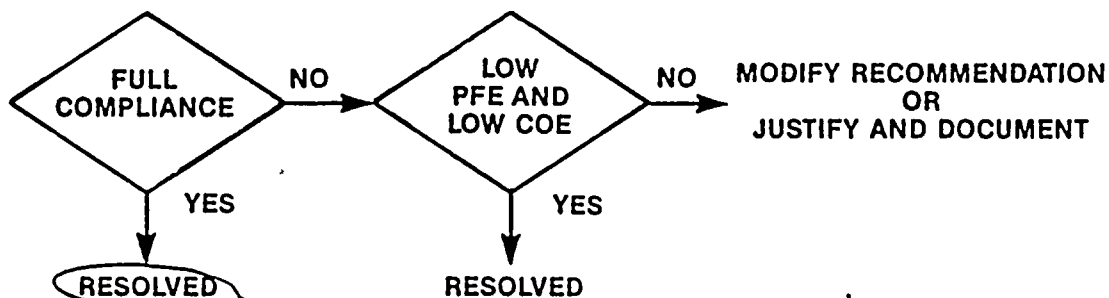 FULL
COMPLIANCE
NO
LOW
PFE AND
LOW COE
NO
MODIFY RECOMMENDATION
OR
JUSTIFY AND DOCUMENT
YES
YES
RESOLVED
RESOLVED